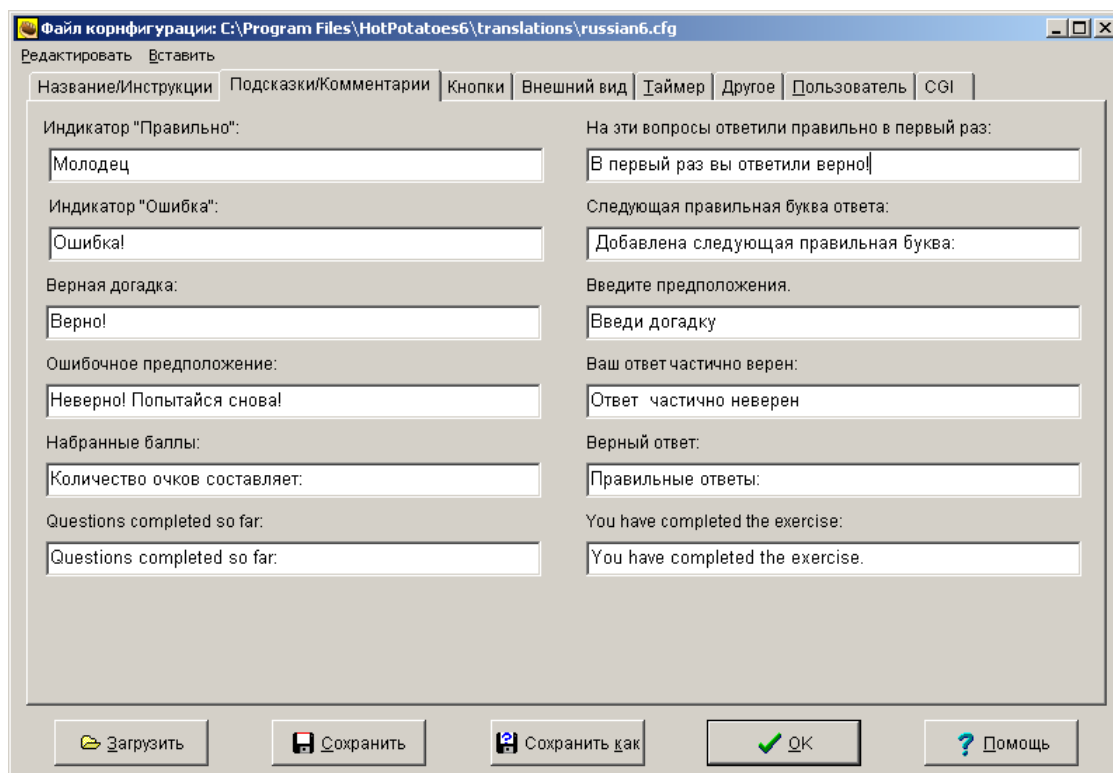 Файл корнфигурации: C:\Program Files\HotPotatoes6\translations\russian6.cfg
Редактировать Вставить
Название/Инструкции Подсказки/Комментарии Кнопки Внешний вид Таймер Другое Пользователь CGI
Индикатор "Правильно":
Молодец
Индикатор "Ошибка":
Ошибка!
Верная догадка:
Верно!
Ошибочное предположение:
Неверно! Попытайся снова!
Набранные баллы:
Количество очков составляет:
Questions completed so far:
Questions completed so far:
На эти вопросы ответили правильно в первый раз:
В первый раз вы ответили верно!
Следующая правильная буква ответа:
Добавлена следующая правильная буква:
Введите предположения.
Введи догадку
Ваш ответ частично верен:
Ответ  частично неверен
Верный ответ:
Правильные ответы:
You have completed the exercise:
You have completed the exercise.
Загрузить Сохранить Сохранить как OK Помощь